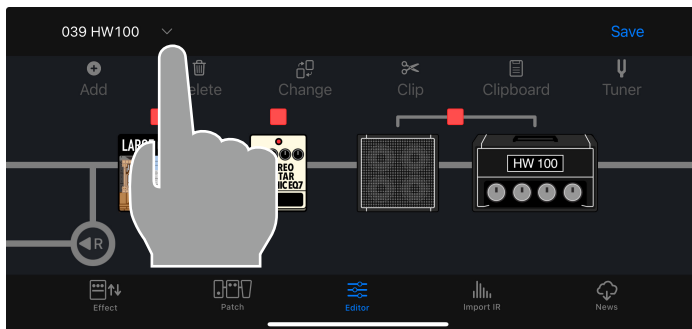 039 HW100
Save
Add
elete
Change
Clip
Clipboard
Tuner
LARG
REO
TAR
NIC EQ7
HW 100
R
Effect
Patch
Editor
Import IR
News